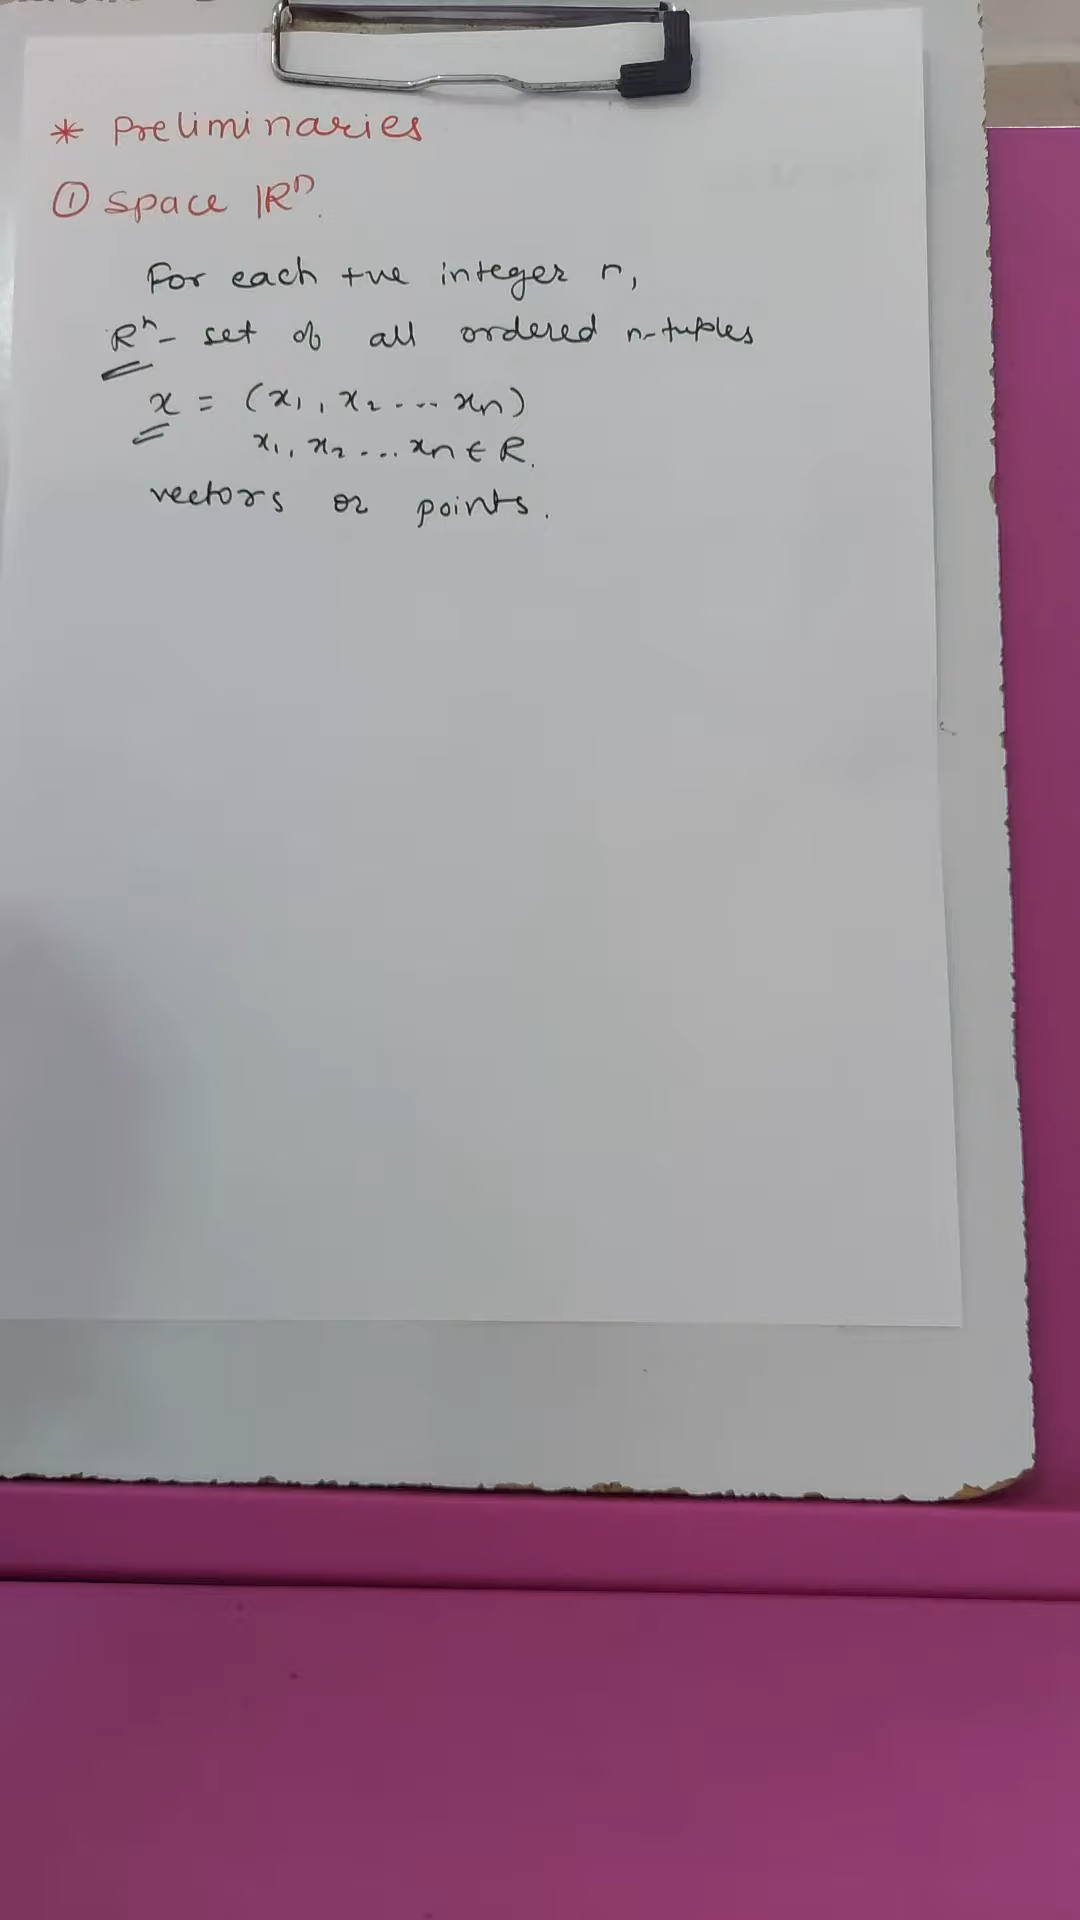 * Preliminaries
① Space ℝⁿ.
For each +ve integer n,
Rⁿ - set of all ordered n-tuples
x = (x₁, x₂ ... xn)
x₁, x₂ ... xn ∈ R.
vectors or points.